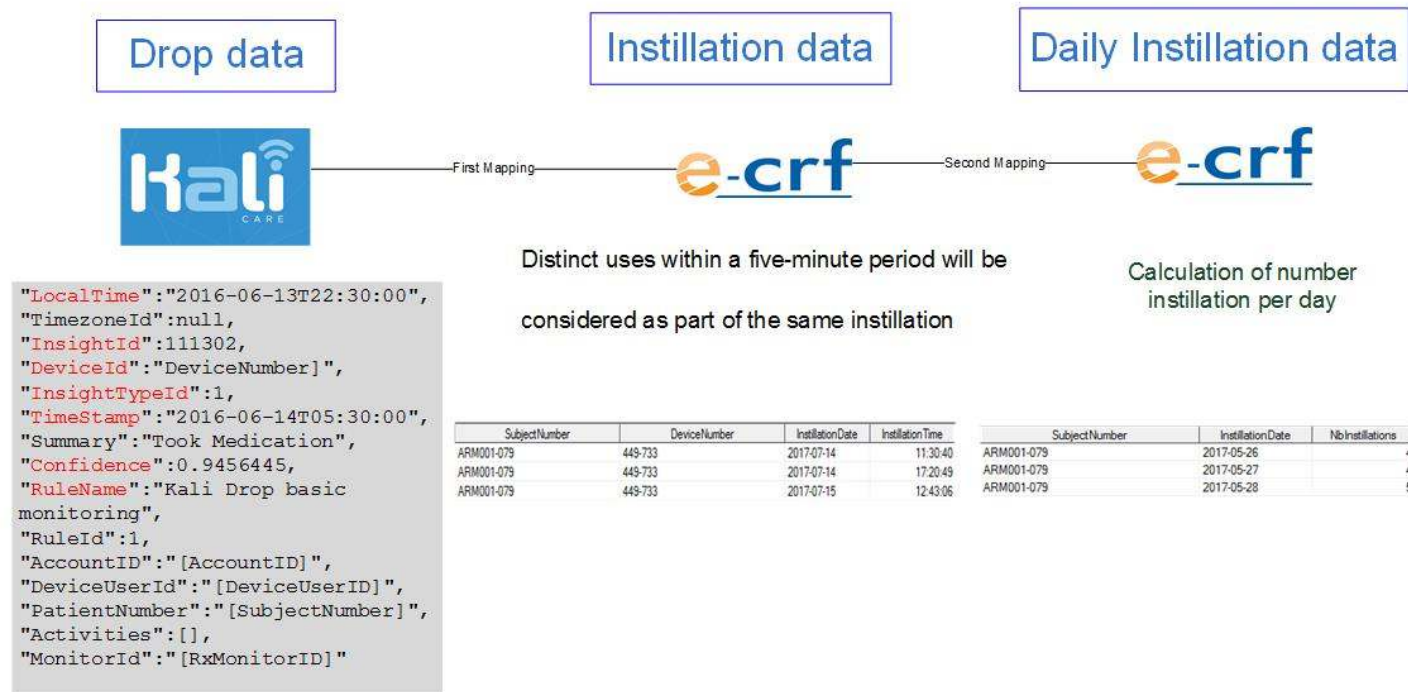 Drop data
Instillation data
Daily Instillation data
Kali
CARE
First Mapping
e-crf
Second Mapping
e-crf
Distinct uses within a five-minute period will be
considered as part of the same instillation
Calculation of number
instillation per day
"LocalTime":"2016-06-13T22:30:00",
"TimezoneId":null,
"InsightId":111302,
"DeviceId":"DeviceNumber]",
"InsightTypeId":1,
"TimeStamp":"2016-06-14T05:30:00",
"Summary":"Took Medication",
"Confidence":0.9456445,
"RuleName":"Kali Drop basic
monitoring",
"RuleId":1,
"AccountID":"[AccountID]",
"DeviceUserId":"[DeviceUserID]",
"PatientNumber":"[SubjectNumber]",
"Activities":[],
"MonitorId":"[RxMonitorID]"
SubjectNumber DeviceNumber InstillationDate InstillationTime
ARM001-079 449-733 2017-07-14 11:30:40
ARM001-079 449-733 2017-07-14 17:20:49
ARM001-079 449-733 2017-07-15 12:43:06
SubjectNumber InstillationDate NbInstillations
ARM001-079 2017-05-26
ARM001-079 2017-05-27
ARM001-079 2017-05-28